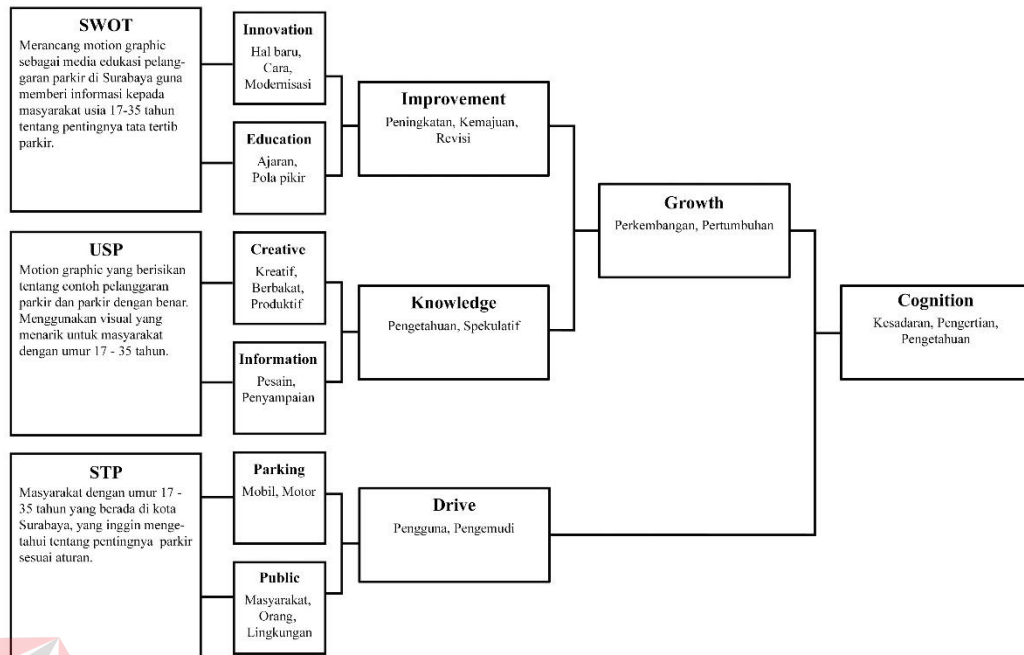 SWOT
Merancang motion graphic
sebagai media edukasi pelang-
garan parkir di Surabaya guna
memberi informasi kepada
masyarakat usia 17-35 tahun
tentang pentingnya tata tertib
parkir.
Innovation
Hal baru,
Cara,
Modernisasi
Education
Ajaran,
Pola pikir
Improvement
Peningkatan, Kemajuan,
Revisi
USP
Motion graphic yang berisikan
tentang contoh pelanggaran
parkir dan parkir dengan benar.
Menggunakan visual yang
menarik untuk masyarakat
dengan umur 17 - 35 tahun.
Creative
Kreatif,
Berbakat,
Produktif
Information
Pesain,
Penyampaian
Knowledge
Pengetahuan, Spekulatif
Growth
Perkembangan, Pertumbuhan
STP
Masyarakat dengan umur 17 -
35 tahun yang berada di kota
Surabaya, yang inggin menge-
tahui tentang pentingnya parkir
sesuai aturan.
Parking
Mobil, Motor
Public
Masyarakat,
Orang,
Lingkungan
Drive
Pengguna, Pengemudi
Cognition
Kesadaran, Pengertian,
Pengetahuan